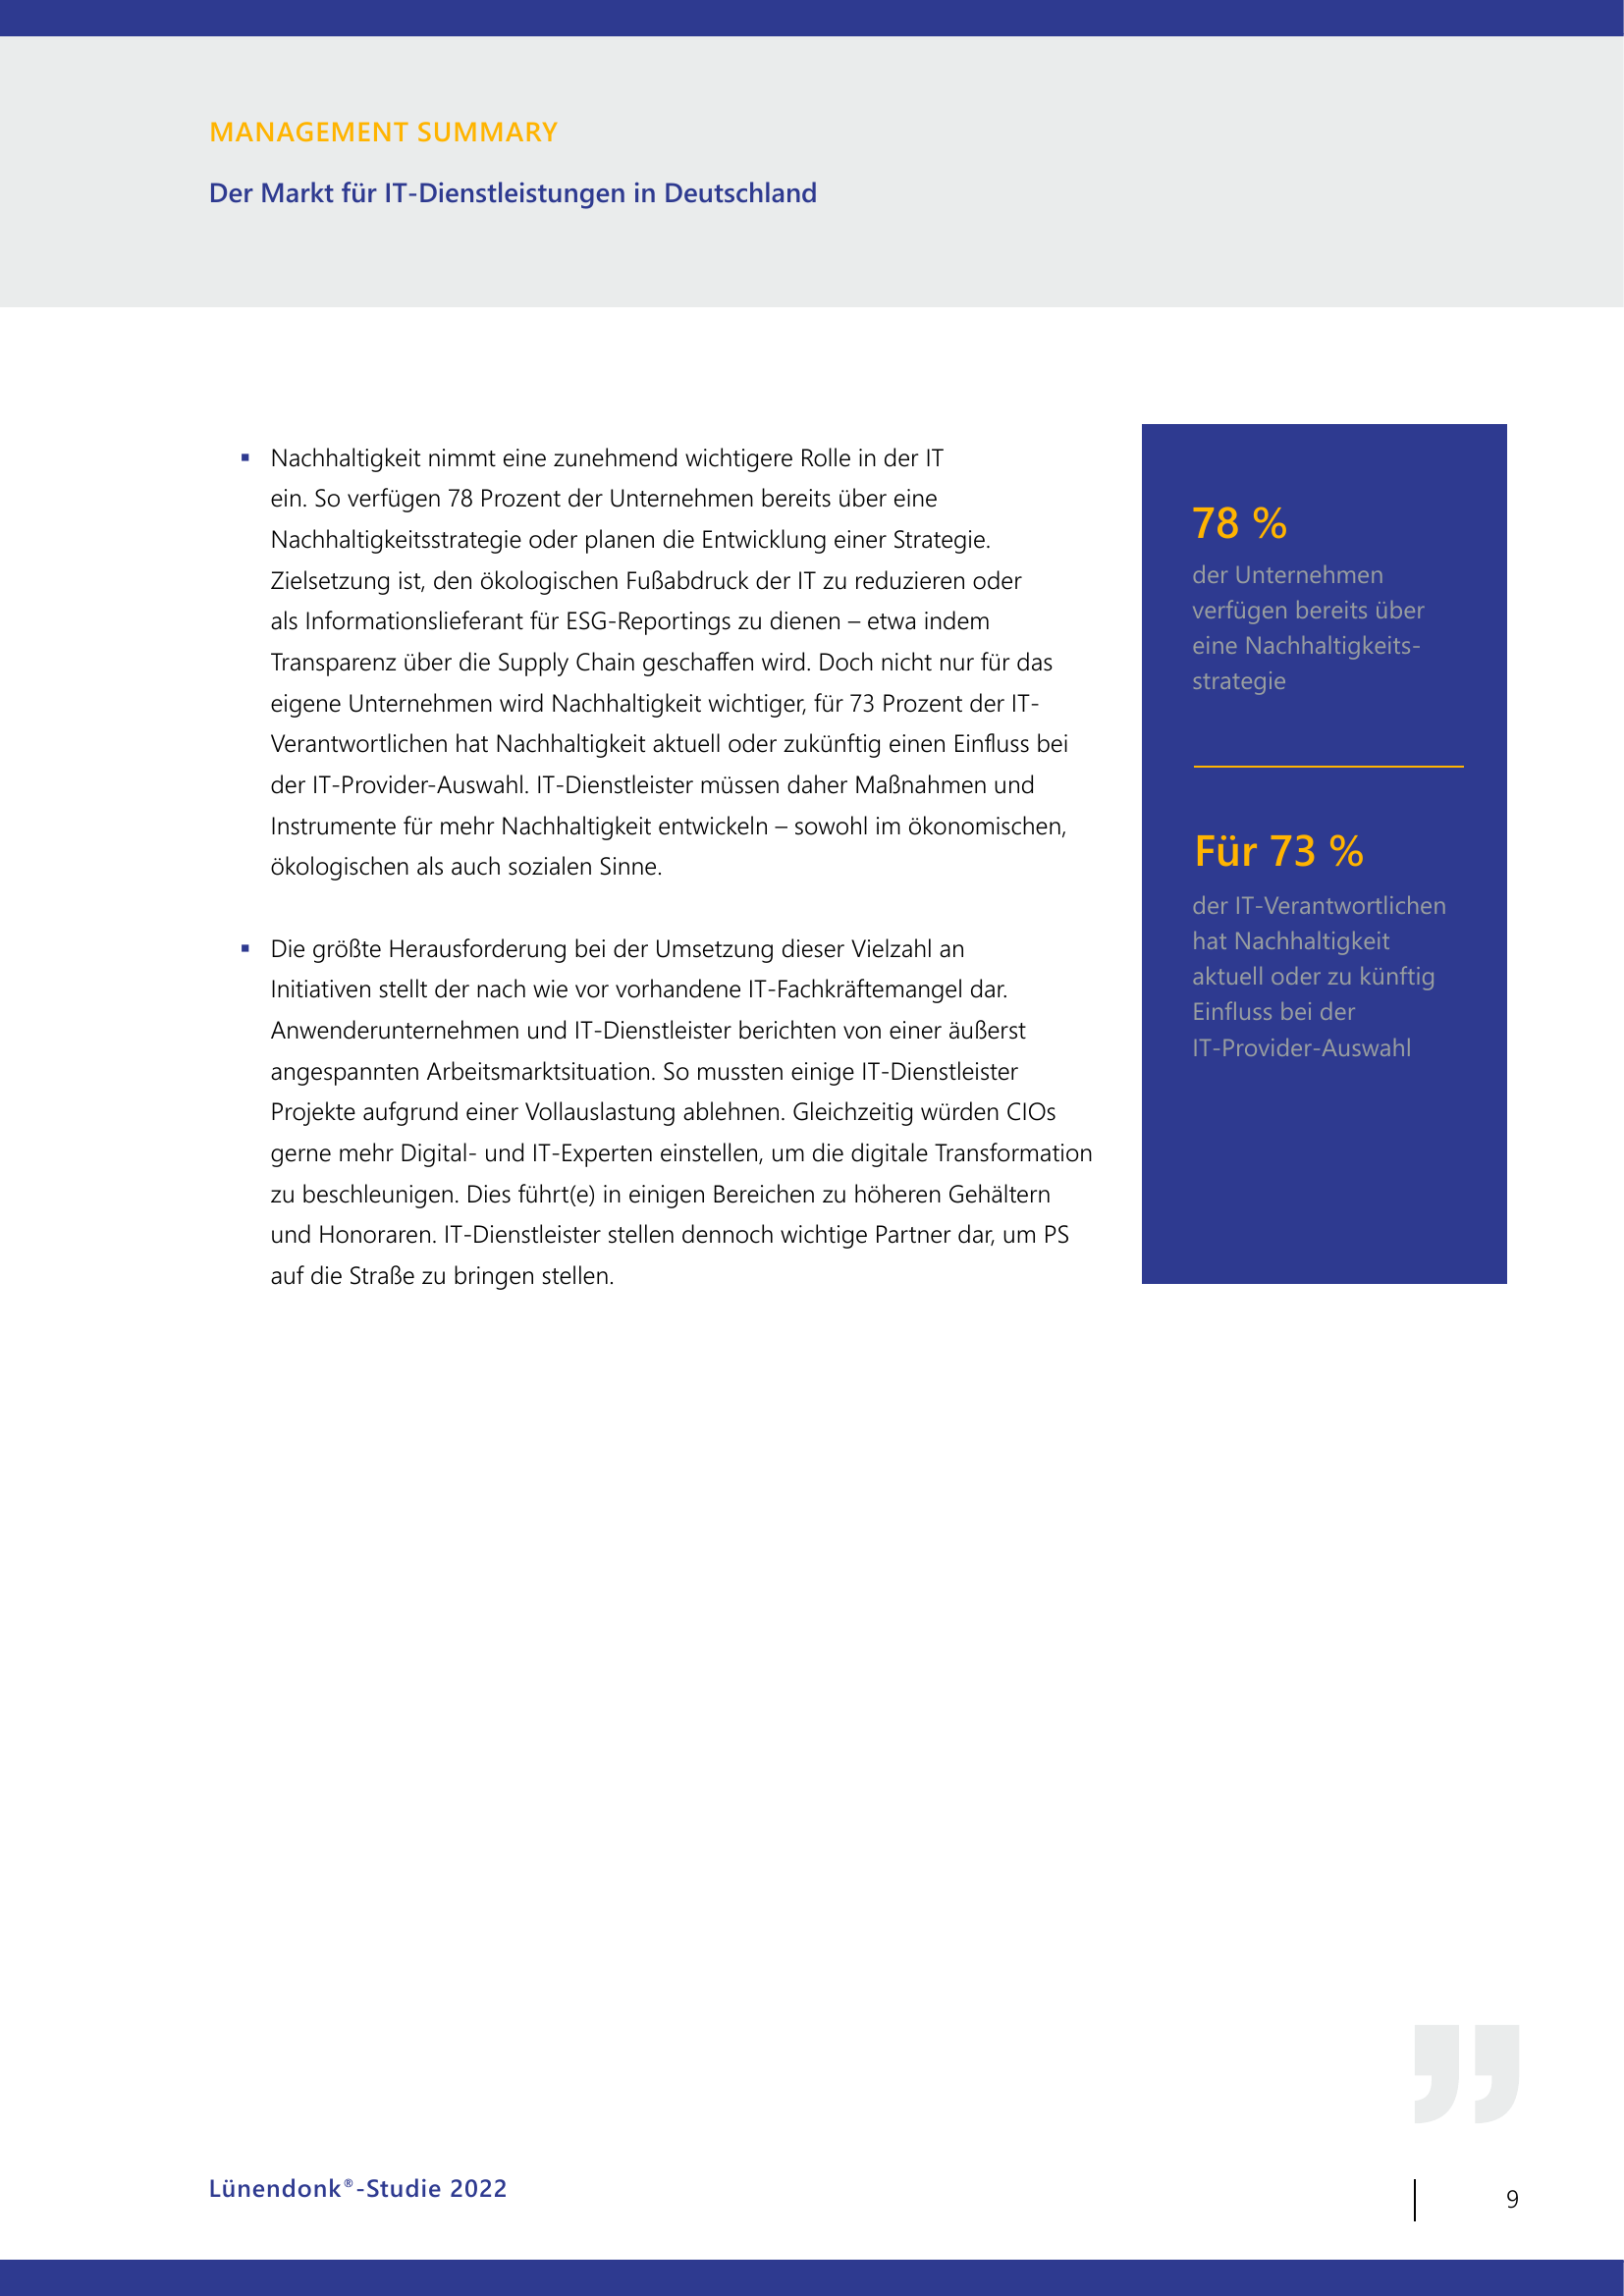 MANAGEMENT SUMMARY
Der Markt für IT-Dienstleistungen in Deutschland
▪ Nachhaltigkeit nimmt eine zunehmend wichtigere Rolle in der IT
ein. So verfügen 78 Prozent der Unternehmen bereits über eine
Nachhaltigkeitsstrategie oder planen die Entwicklung einer Strategie.
Zielsetzung ist, den ökologischen Fußabdruck der IT zu reduzieren oder
als Informationslieferant für ESG-Reportings zu dienen – etwa indem
Transparenz über die Supply Chain geschaffen wird. Doch nicht nur für das
eigene Unternehmen wird Nachhaltigkeit wichtiger, für 73 Prozent der IT-
Verantwortlichen hat Nachhaltigkeit aktuell oder zukünftig einen Einfluss bei
der IT-Provider-Auswahl. IT-Dienstleister müssen daher Maßnahmen und
Instrumente für mehr Nachhaltigkeit entwickeln – sowohl im ökonomischen,
ökologischen als auch sozialen Sinne.
▪ Die größte Herausforderung bei der Umsetzung dieser Vielzahl an
Initiativen stellt der nach wie vor vorhandene IT-Fachkräftemangel dar.
Anwenderunternehmen und IT-Dienstleister berichten von einer äußerst
angespannten Arbeitsmarktsituation. So mussten einige IT-Dienstleister
Projekte aufgrund einer Vollauslastung ablehnen. Gleichzeitig würden CIOs
gerne mehr Digital- und IT-Experten einstellen, um die digitale Transformation
zu beschleunigen. Dies führt(e) in einigen Bereichen zu höheren Gehältern
und Honoraren. IT-Dienstleister stellen dennoch wichtige Partner dar, um PS
auf die Straße zu bringen stellen.
78 %
der Unternehmen
verfügen bereits über
eine Nachhaltigkeits-
strategie
Für 73 %
der IT-Verantwortlichen
hat Nachhaltigkeit
aktuell oder zu künftig
Einfluss bei der
IT-Provider-Auswahl
Lünendonk®-Studie 2022
9